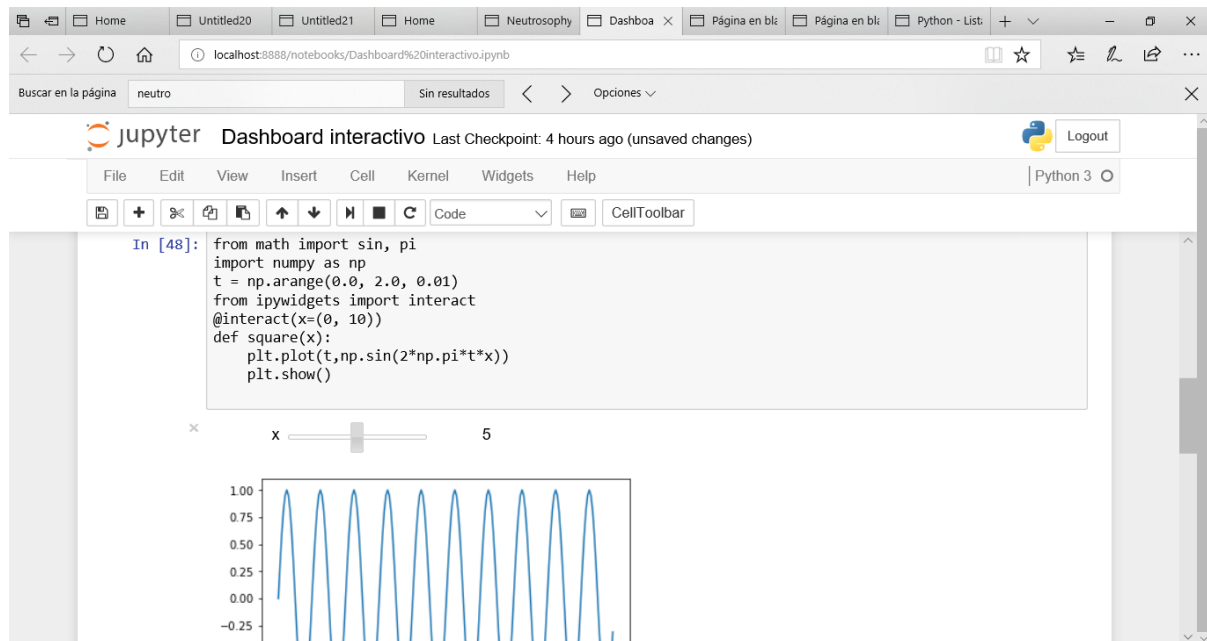 Home Untitled20 Untitled21 Home Neutrosophy Dashboa Página en bla Página en bla Python - List
localhost:8888/notebooks/Dashboard%20interactivo.ipynb
Buscar en la página neutro Sin resultados Opciones
jupyter Dashboard interactivo Last Checkpoint: 4 hours ago (unsaved changes) Logout
File Edit View Insert Cell Kernel Widgets Help Python 3
Code CellToolbar
In [48]: from math import sin, pi
import numpy as np
t = np.arange(0.0, 2.0, 0.01)
from ipywidgets import interact
@interact(x=(0, 10))
def square(x):
    plt.plot(t,np.sin(2*np.pi*t*x))
    plt.show()
x 5
1.00
0.75
0.50
0.25
0.00
−0.25